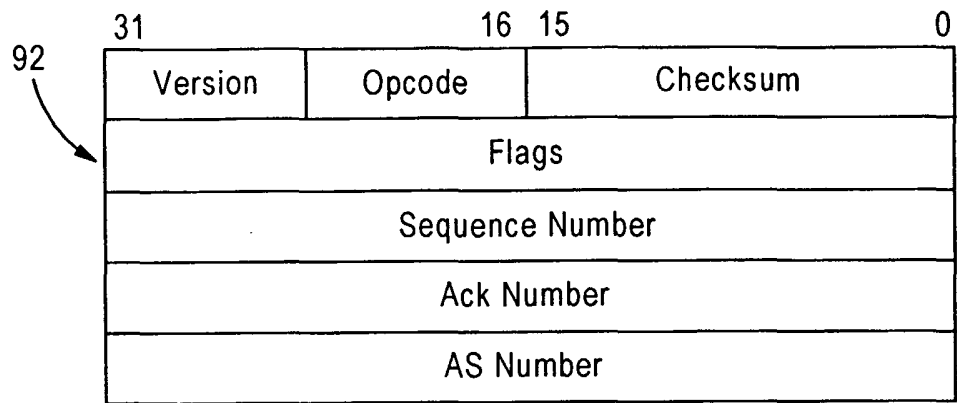 31 16 15 0
92
Version Opcode Checksum
Flags
Sequence Number
Ack Number
AS Number